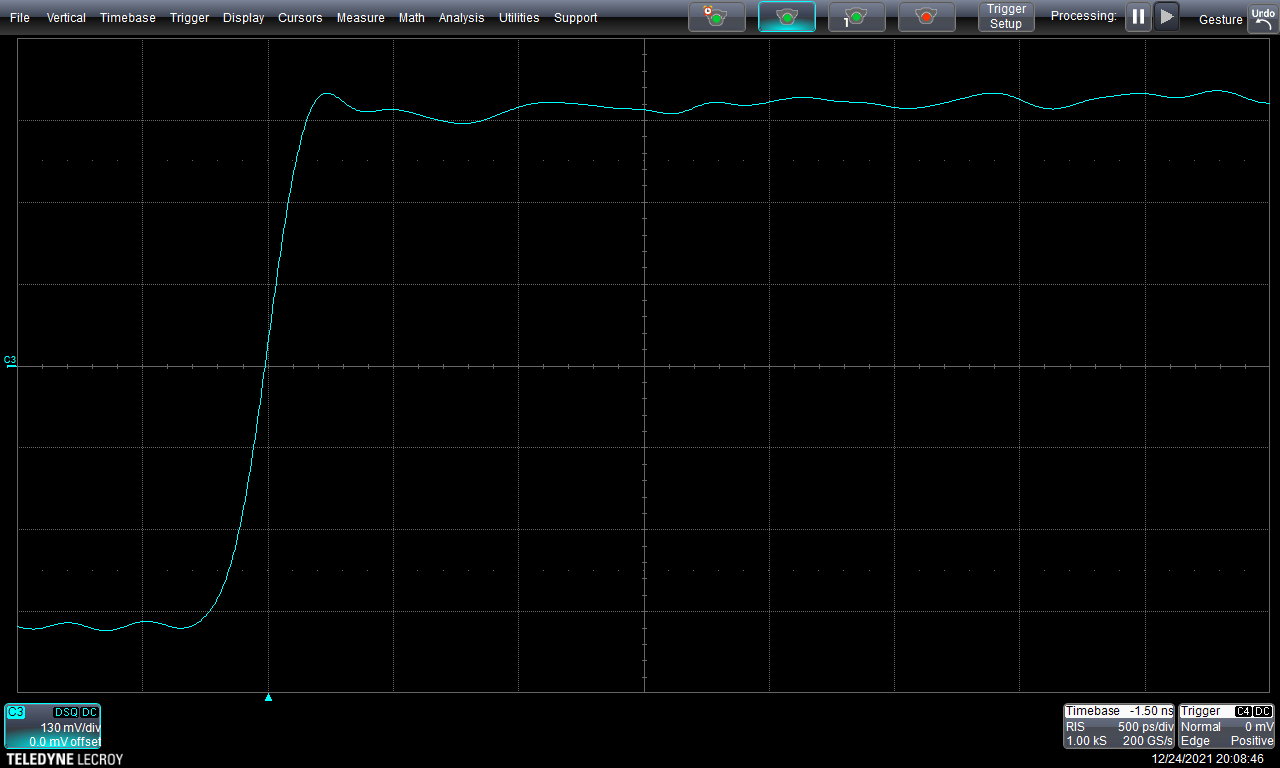 File Vertical Timebase Trigger Display Cursors Measure Math Analysis Utilities Support
1
Trigger
Setup
Processing:
Gesture
Undo
C3
C3 DSQ DC
130 mV/div
0.0 mV offset
TELEDYNE LECROY
Timebase -1.50 ns
RIS 500 ps/div
1.00 kS 200 GS/s
Trigger C4 DC
Normal 0 mV
Edge Positive
12/24/2021 20:08:46